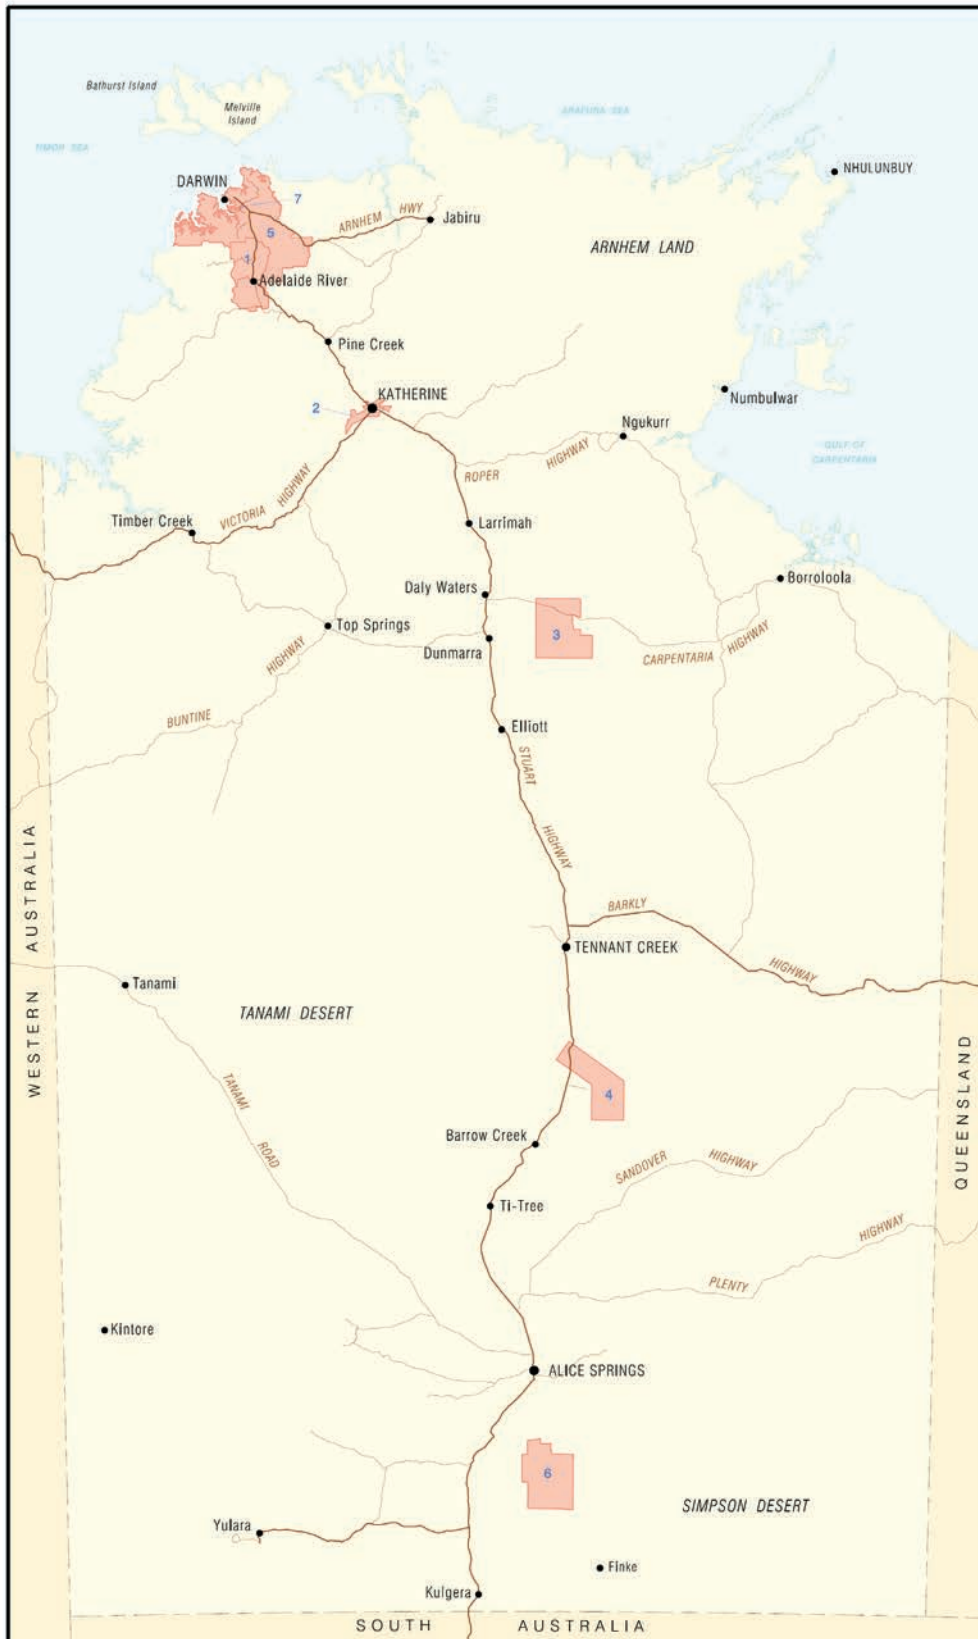 Bathurst Island
Melville
Island
ARAFURA SEA
TIMOR SEA
DARWIN
NHULUNBUY
7
ARNHEM HWY
Jabiru
5
ARNHEM LAND
1
Adelaide River
Pine Creek
KATHERINE
2
Numbulwar
Ngukurr
GULF OF
CARPENTARIA
ROPER HIGHWAY
VICTORIA HIGHWAY
Timber Creek
Larrimah
Borroloola
Daly Waters
Top Springs
3
Dunmarra
CARPENTARIA HIGHWAY
BUNTINE HIGHWAY
Elliott
STUART HIGHWAY
WESTERN AUSTRALIA
BARKLY HIGHWAY
TENNANT CREEK
Tanami
TANAMI DESERT
QUEENSLAND
TANAMI ROAD
4
Barrow Creek
SANDOVER HIGHWAY
Ti-Tree
PLENTY HIGHWAY
Kintore
ALICE SPRINGS
6
SIMPSON DESERT
Yulara
Finke
Kulgera
SOUTH AUSTRALIA